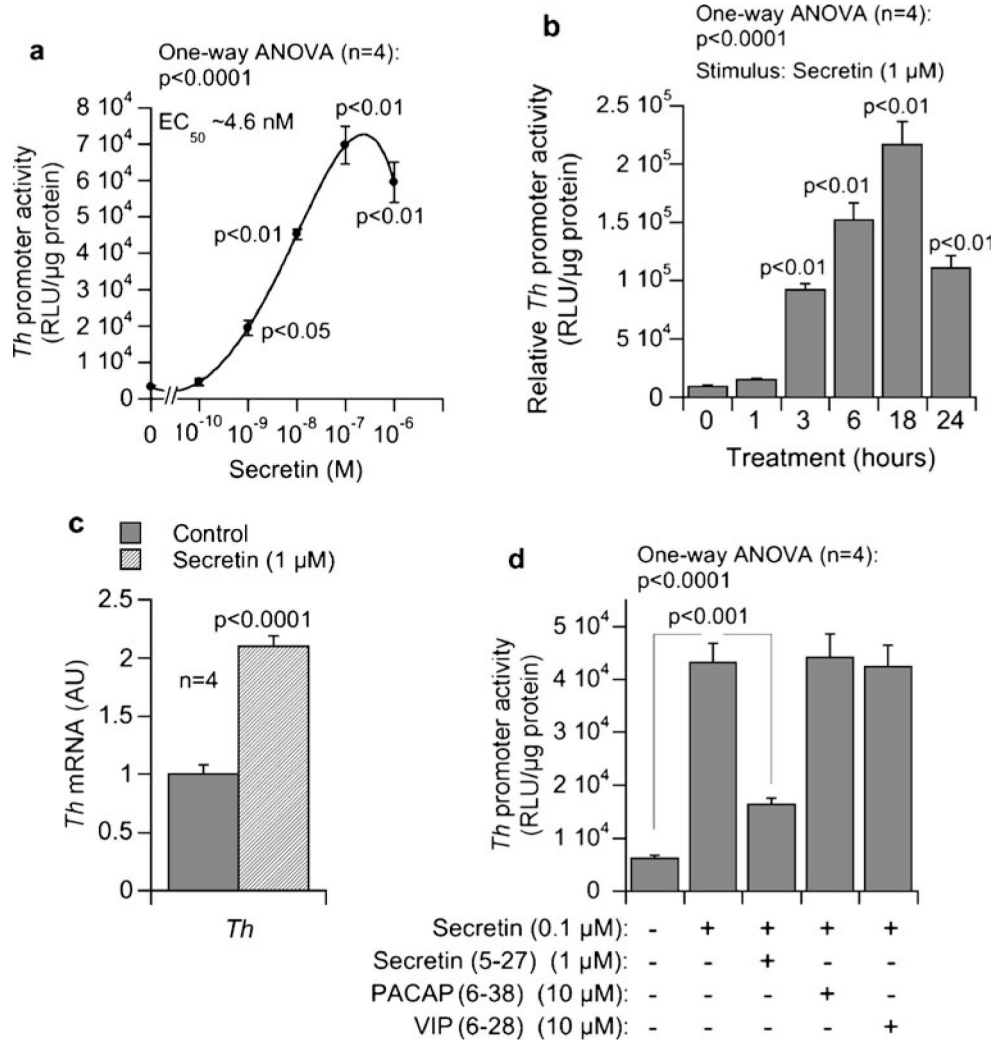 a
One-way ANOVA (n=4):
p<0.0001
EC50 ~4.6 nM
Th promoter activity
(RLU/µg protein)
8 10^4
7 10^4
6 10^4
5 10^4
4 10^4
3 10^4
2 10^4
1 10^4
0
p<0.01
p<0.01
p<0.01
p<0.05
0 10^-10 10^-9 10^-8 10^-7 10^-6
Secretin (M)
b
One-way ANOVA (n=4):
p<0.0001
Stimulus: Secretin (1 µM)
Relative Th promoter activity
(RLU/µg protein)
2.5 10^5
2 10^5
1.5 10^5
1 10^5
5 10^4
0
p<0.01
p<0.01
p<0.01
p<0.01
0 1 3 6 18 24
Treatment (hours)
c
Control
Secretin (1 µM)
Th mRNA (AU)
2.5
2
1.5
1
0.5
0
p<0.0001
n=4
Th
d
One-way ANOVA (n=4):
p<0.0001
p<0.001
Th promoter activity
(RLU/µg protein)
5 10^4
4 10^4
3 10^4
2 10^4
1 10^4
0
Secretin (0.1 µM): - + + + +
Secretin (5-27) (1 µM): - - + - -
PACAP (6-38) (10 µM): - - - + -
VIP (6-28) (10 µM): - - - - +